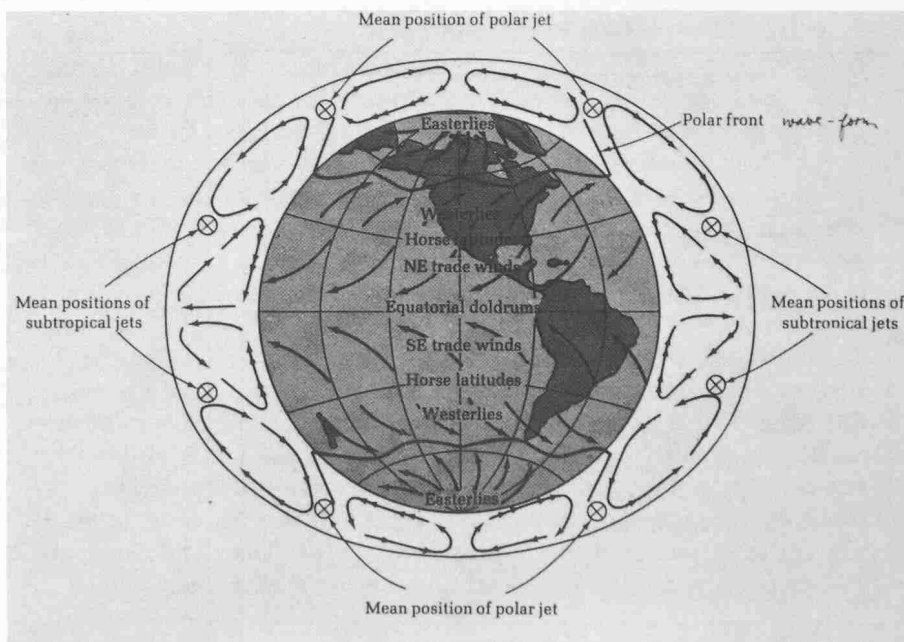 Mean position of polar jet
Easterlies
Polar front wave-form
Westerlies
Horse latitudes
NE trade winds
Mean positions of
subtropical jets
Equatorial doldrums
Mean positions of
subtropical jets
SE trade winds
Horse latitudes
Westerlies
Easterlies
Mean position of polar jet